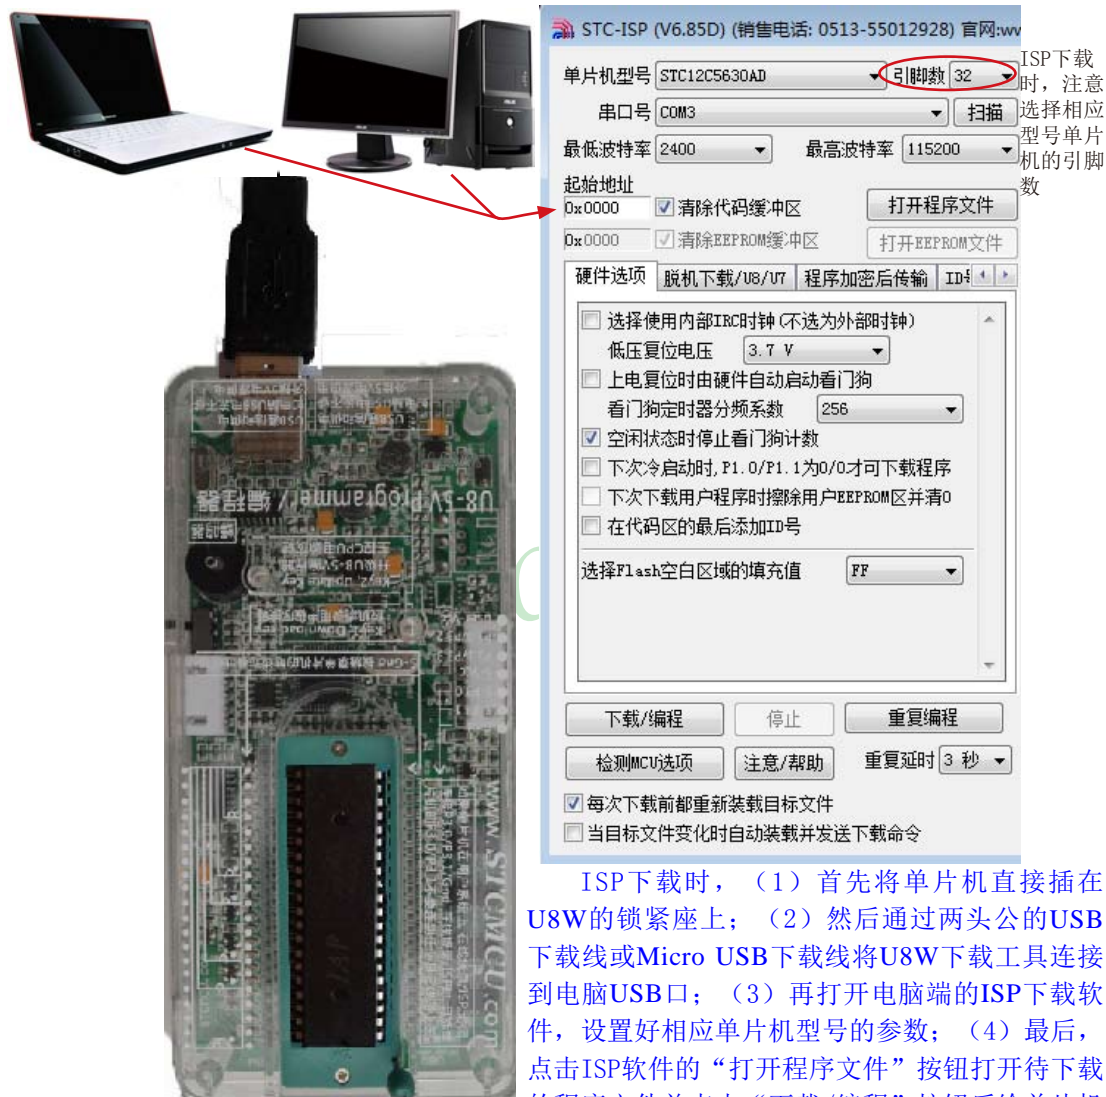 STC-ISP (V6.85D) (销售电话: 0513-55012928) 官网:ww
单片机型号 STC12C5630AD 引脚数 32
串口号 COM3 扫描
最低波特率 2400 最高波特率 115200
起始地址
0x0000 清除代码缓冲区 打开程序文件
0x0000 清除EEPROM缓冲区 打开EEPROM文件
硬件选项 脱机下载/U8/U7 程序加密后传输 ID号
选择使用内部IRC时钟(不选为外部时钟)
低压复位电压 3.7 V
上电复位时由硬件自动启动看门狗
看门狗定时器分频系数 256
空闲状态时停止看门狗计数
下次冷启动时,P1.0/P1.1为0/0才可下载程序
下次下载用户程序时擦除用户EEPROM区并清0
在代码区的最后添加ID号
选择Flash空白区域的填充值 FF
下载/编程 停止 重复编程
检测MCU选项 注意/帮助 重复延时 3 秒
每次下载前都重新装载目标文件
当目标文件变化时自动装载并发送下载命令
ISP下载
时，注意
选择相应
型号单片
机的引脚
数
U8-5V Programmer / 编程器
www.STCMCU.com
ISP下载时，（1）首先将单片机直接插在
U8W的锁紧座上；（2）然后通过两头公的USB
下载线或Micro USB下载线将U8W下载工具连接
到电脑USB口；（3）再打开电脑端的ISP下载软
件，设置好相应单片机型号的参数；（4）最后，
点击ISP软件的“打开程序文件”按钮打开待下载